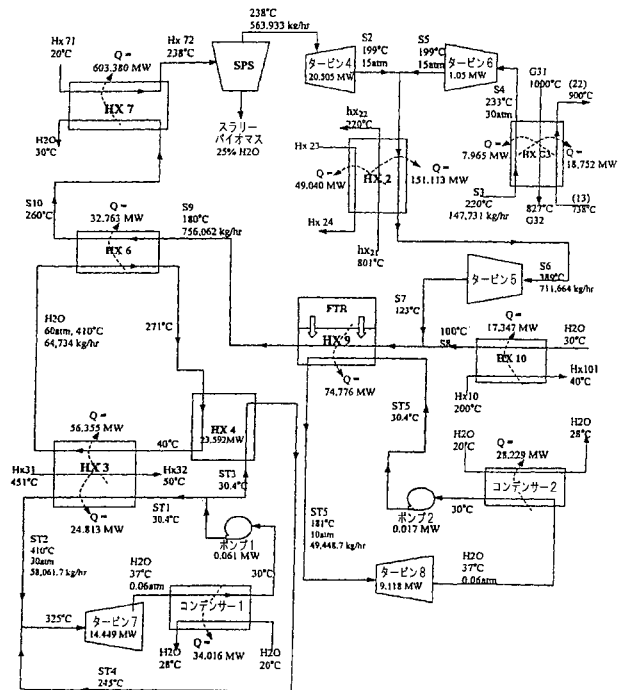 Hx 71
20°C
Q =
603.380 MW
Hx 72
238°C
HX 7
H2O
30°C
SPS
スラリー
バイオマス
25% H2O
238°C
563,933 kg/hr
タービン4
20.505 MW
S2
199°C
15atm
S5
199°C
15atm
タービン6
1.05 MW
S4
233°C
30atm
G31
1000°C
(22)
900°C
Q =
7.965 MW
Q =
18,752 MW
S3
220°C
147,731 kg/hr
827°C
G32
(13)
738°C
hx22
220°C
Hx 23
Q =
49.040 MW
HX 2
Q =
151.113 MW
Hx 24
hx21
801°C
S10
260°C
Q =
32.763 MW
S9
180°C
756,062 kg/hr
HX 6
タービン5
S6
389°C
711,664 kg/hr
S7
123°C
H2O
60atm, 410°C
64,734 kg/hr
271°C
FTR
HX 9
Q =
74,776 MW
100°C
S8
Q =
17,347 MW
H2O
30°C
HX 10
Hx10
200°C
Hx101
40°C
HX 4
23.592MW
Q =
56.355 MW
40°C
HX 3
Hx31
451°C
Hx32
50°C
Q =
24.813 MW
ST3
30.4°C
ST1
30.4°C
ポンプ1
0.061 MW
30°C
ST5
30.4°C
H2O
20°C
Q =
28.229 MW
H2O
28°C
コンデンサー2
30°C
ポンプ2
0.017 MW
ST5
181°C
10atm
49,448.7 kg/hr
タービン8
9.118 MW
H2O
37°C
0.06atm
ST2
410°C
30atm
58,061.7 kg/hr
325°C
タービン7
14.449 MW
H2O
37°C
0.06atm
コンデンサー1
Q =
34.016 MW
H2O
28°C
H2O
20°C
ST4
245°C